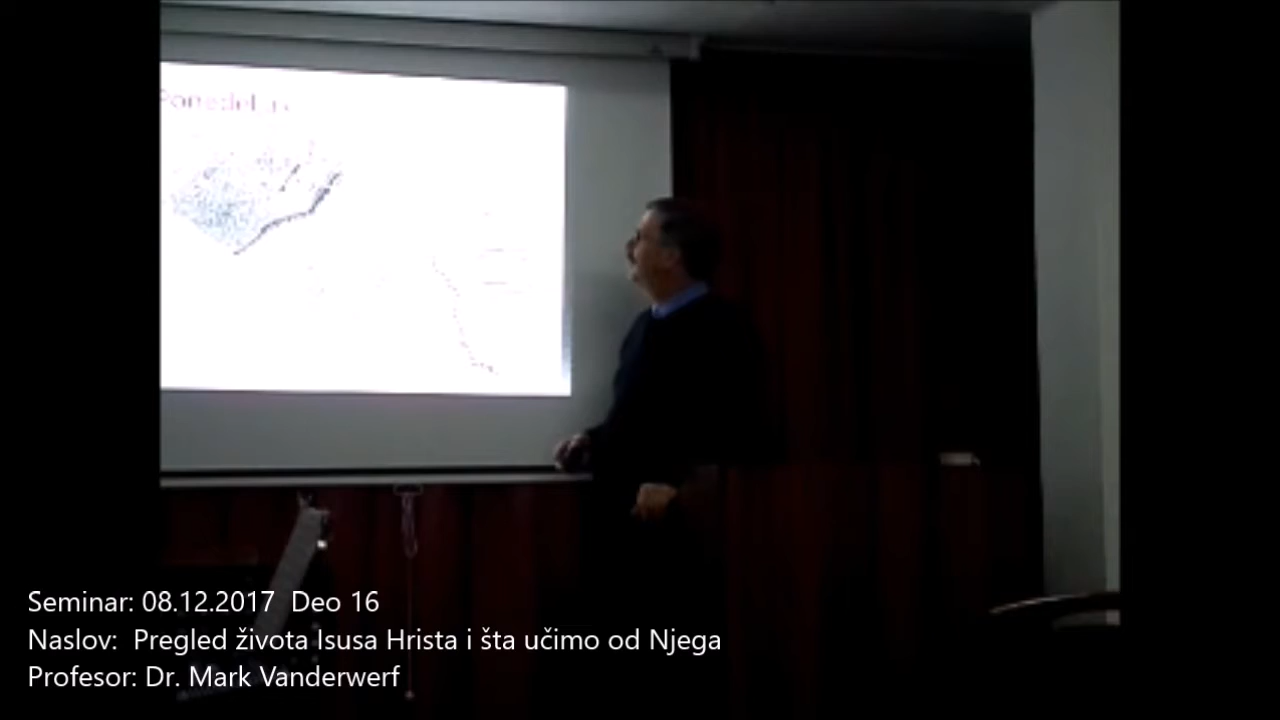 Seminar: 08.12.2017  Deo 16
Naslov:  Pregled života Isusa Hrista i šta učimo od Njega
Profesor: Dr. Mark Vanderwerf